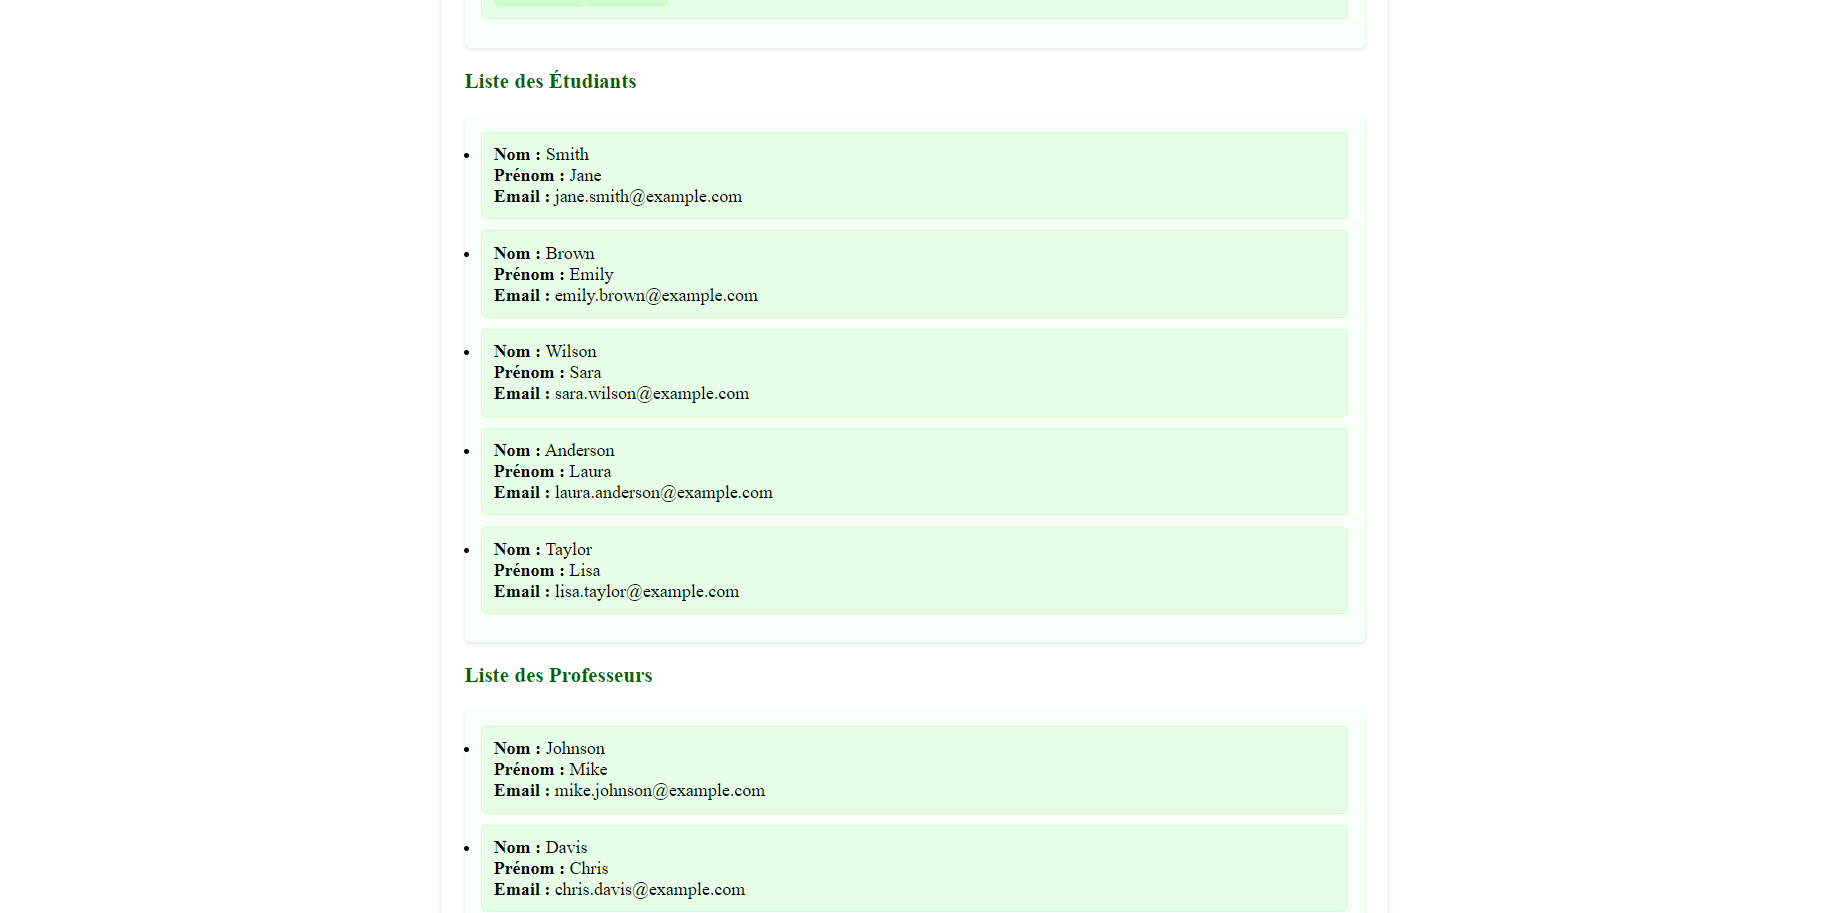 Liste des Étudiants
Nom : Smith
Prénom : Jane
Email : jane.smith@example.com
Nom : Brown
Prénom : Emily
Email : emily.brown@example.com
Nom : Wilson
Prénom : Sara
Email : sara.wilson@example.com
Nom : Anderson
Prénom : Laura
Email : laura.anderson@example.com
Nom : Taylor
Prénom : Lisa
Email : lisa.taylor@example.com
Liste des Professeurs
Nom : Johnson
Prénom : Mike
Email : mike.johnson@example.com
Nom : Davis
Prénom : Chris
Email : chris.davis@example.com